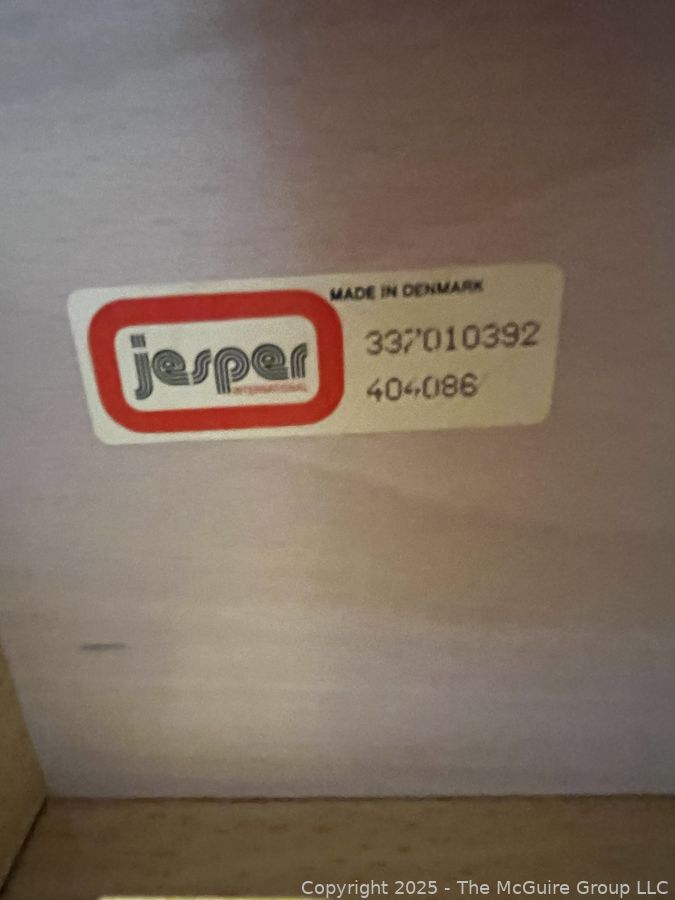 MADE IN DENMARK
jesper
INTERNATIONAL
337010392
404086
Copyright 2025 - The McGuire Group LLC